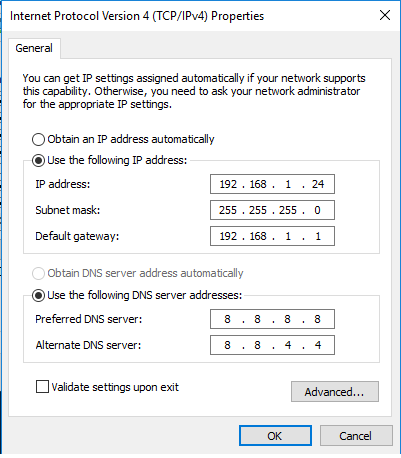 Internet Protocol Version 4 (TCP/IPv4) Properties
General
You can get IP settings assigned automatically if your network supports
this capability. Otherwise, you need to ask your network administrator
for the appropriate IP settings.
Obtain an IP address automatically
Use the following IP address:
IP address: 192 . 168 . 1 . 24
Subnet mask: 255 . 255 . 255 . 0
Default gateway: 192 . 168 . 1 . 1
Obtain DNS server address automatically
Use the following DNS server addresses:
Preferred DNS server: 8 . 8 . 8 . 8
Alternate DNS server: 8 . 8 . 4 . 4
Validate settings upon exit
Advanced...
OK Cancel